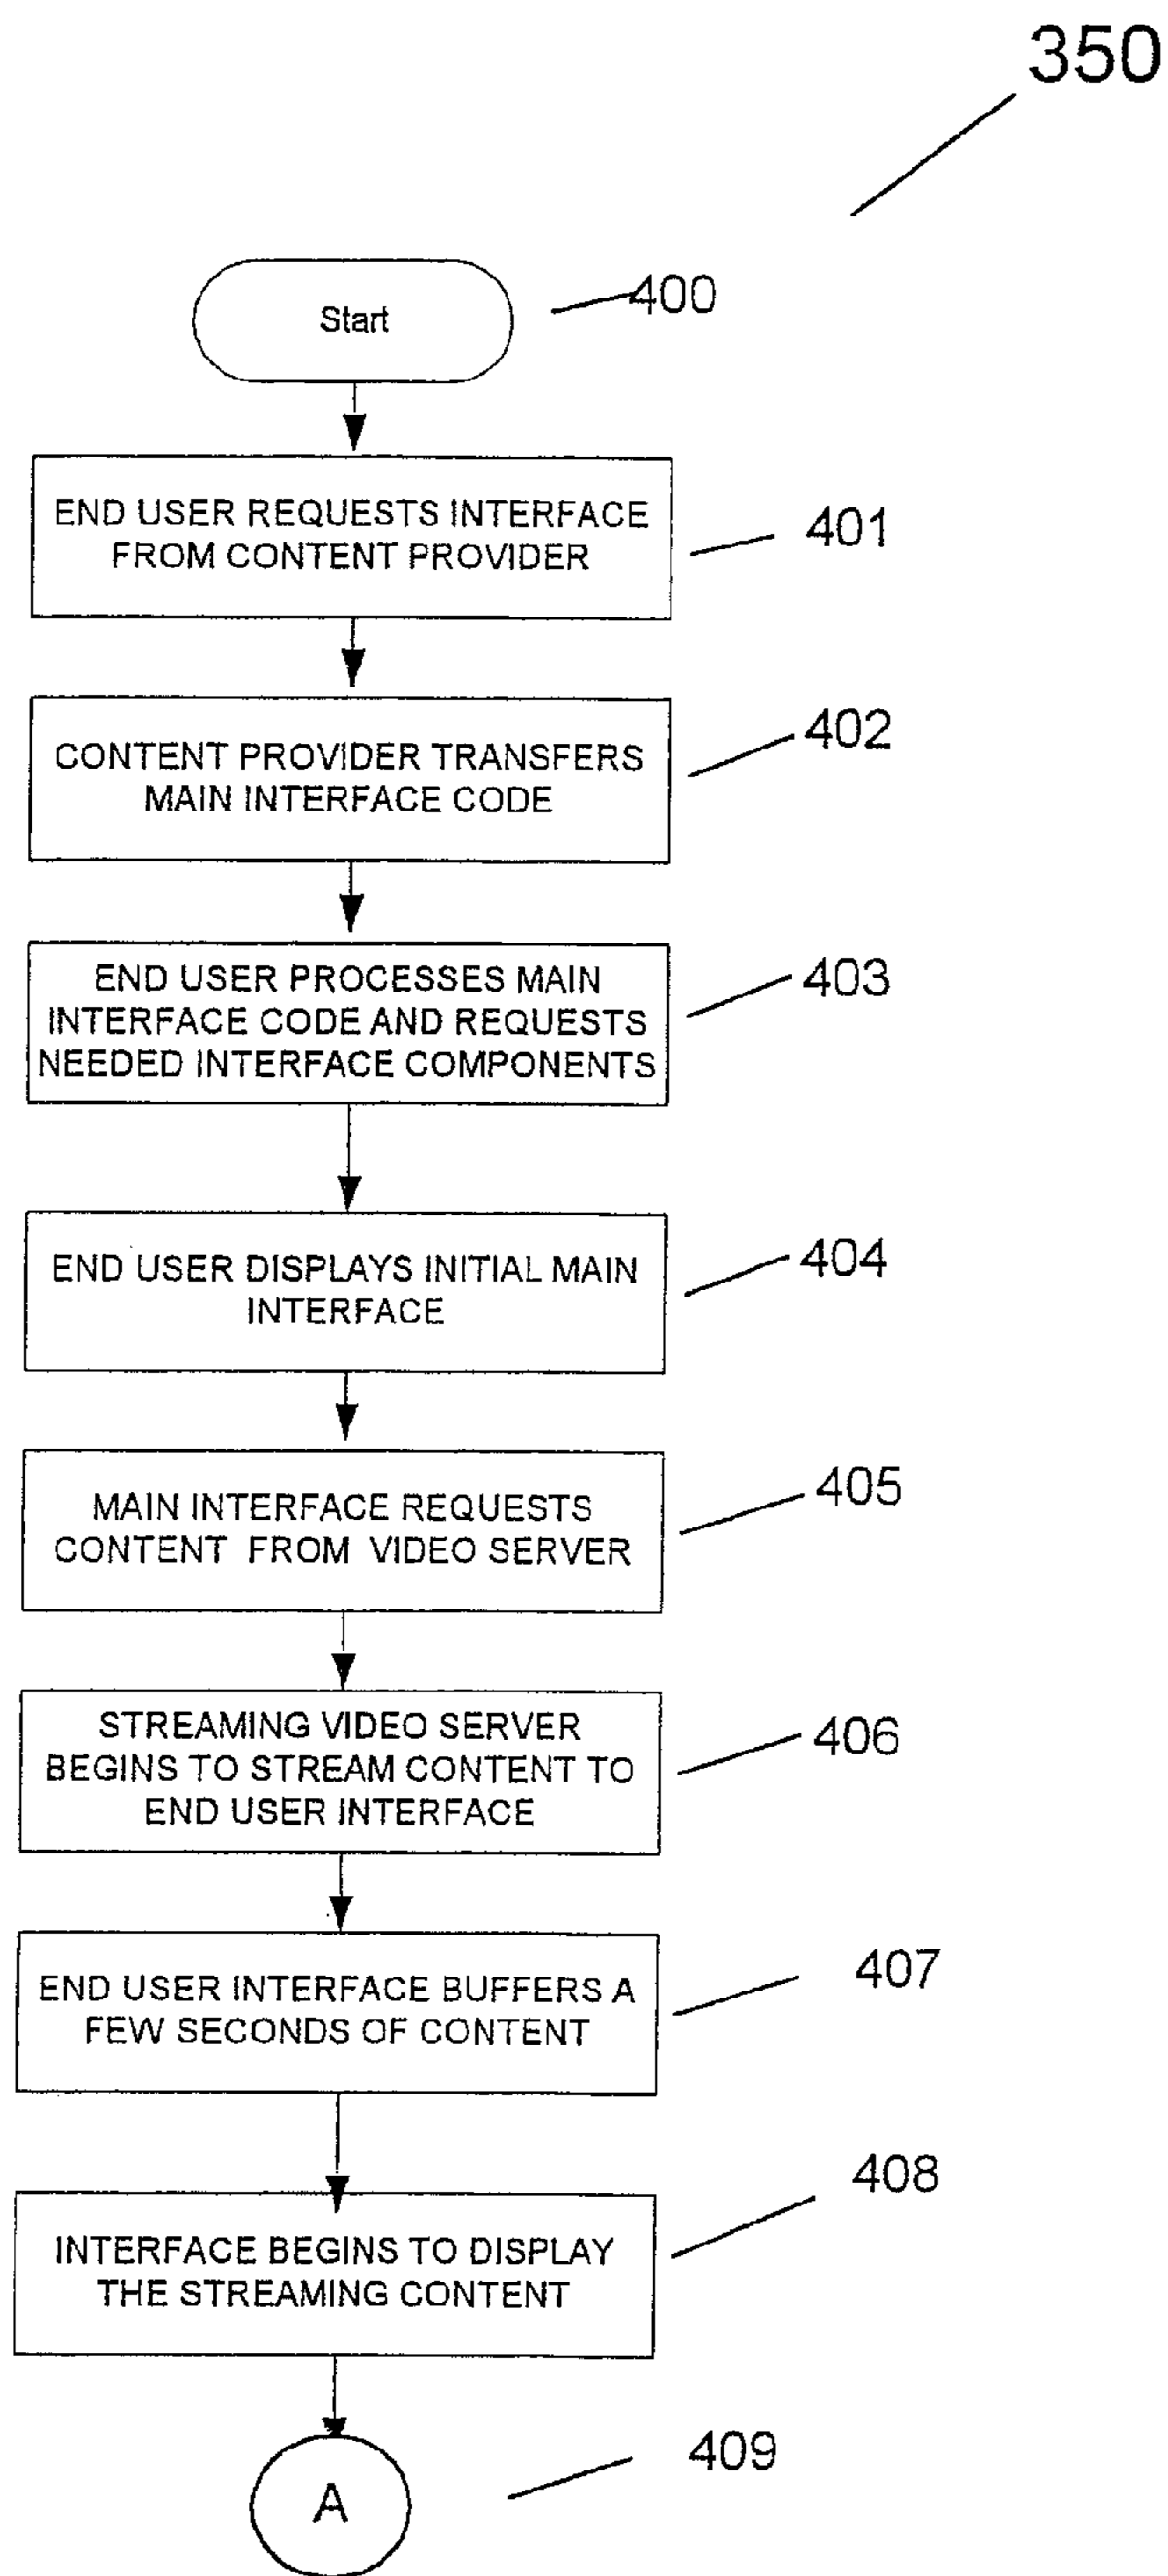 350
Start
400
END USER REQUESTS INTERFACE
FROM CONTENT PROVIDER
401
CONTENT PROVIDER TRANSFERS
MAIN INTERFACE CODE
402
END USER PROCESSES MAIN
INTERFACE CODE AND REQUESTS
NEEDED INTERFACE COMPONENTS
403
END USER DISPLAYS INITIAL MAIN
INTERFACE
404
MAIN INTERFACE REQUESTS
CONTENT FROM VIDEO SERVER
405
STREAMING VIDEO SERVER
BEGINS TO STREAM CONTENT TO
END USER INTERFACE
406
END USER INTERFACE BUFFERS A
FEW SECONDS OF CONTENT
407
INTERFACE BEGINS TO DISPLAY
THE STREAMING CONTENT
408
A
409